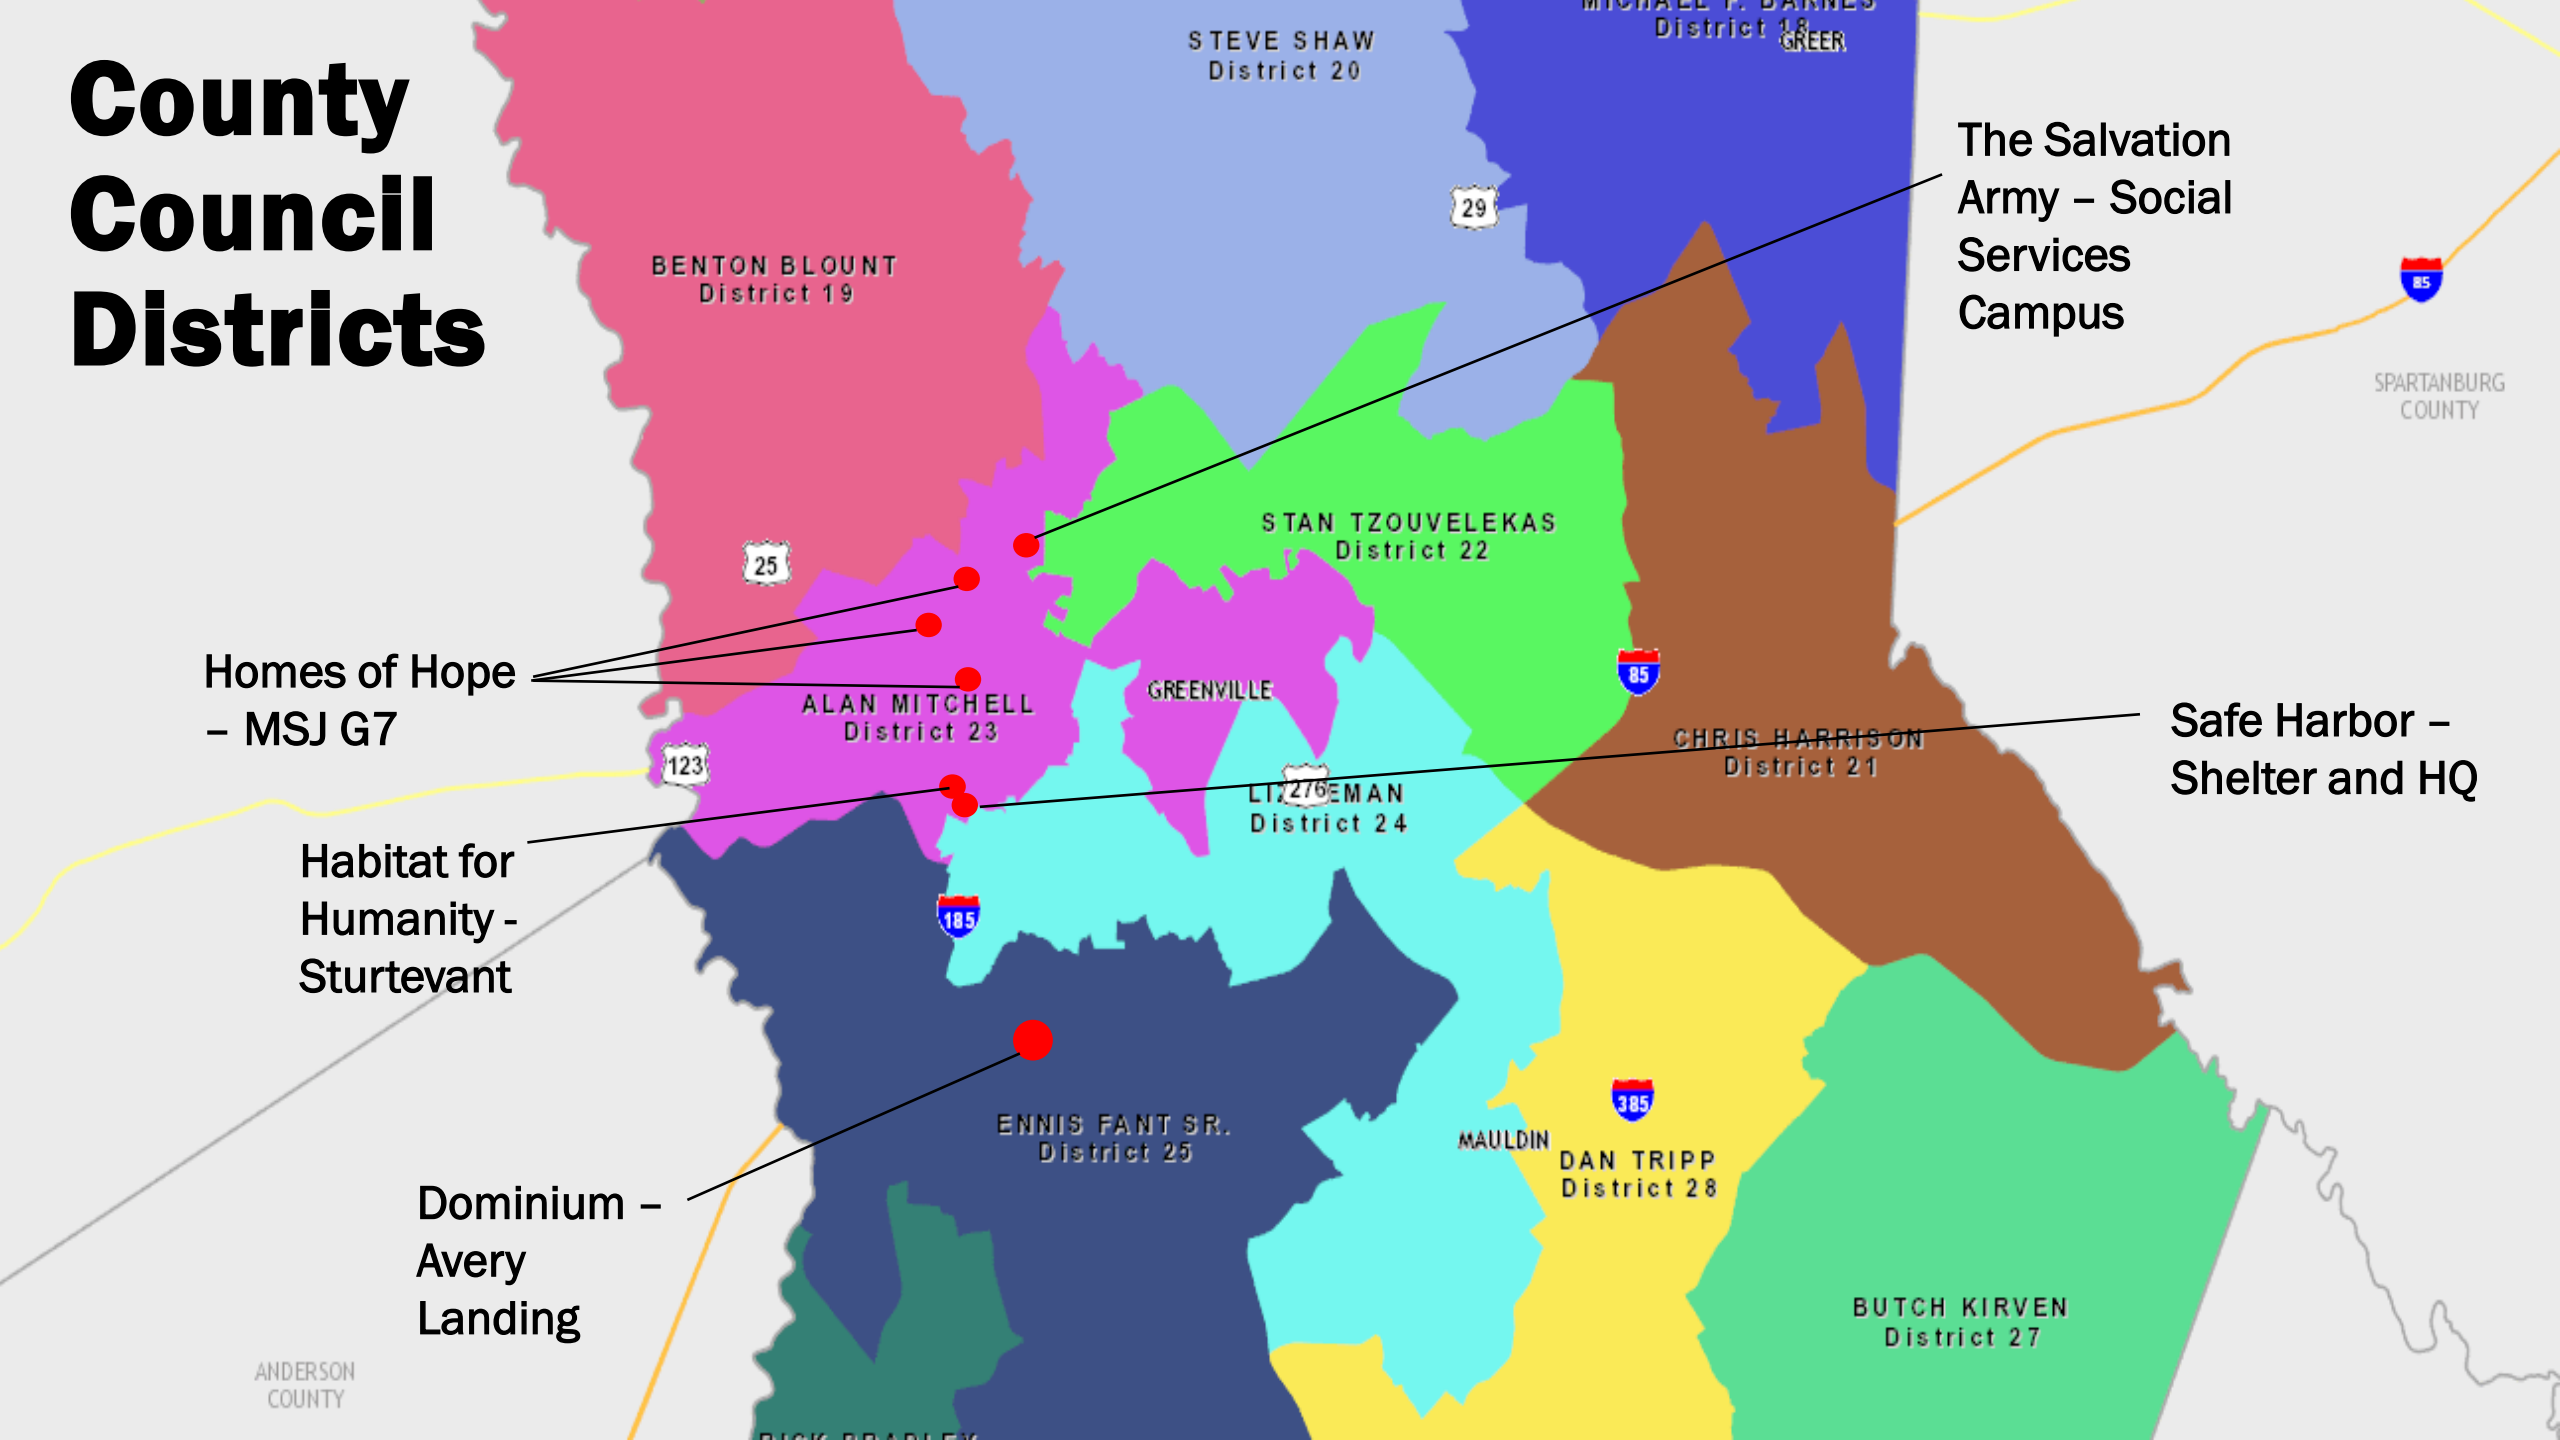 County
Council
Districts
MICHAEL P. BARNES
District 18
GREER
STEVE SHAW
District 20
The Salvation
Army – Social
Services
Campus
29
85
BENTON BLOUNT
District 19
SPARTANBURG
COUNTY
STAN TZOUVELEKAS
District 22
25
Homes of Hope
– MSJ G7
85
GREENVILLE
ALAN MITCHELL
District 23
CHRIS HARRISON
District 21
Safe Harbor –
Shelter and HQ
123
276
District 24
Habitat for
Humanity -
Sturtevant
185
385
ENNIS FANT SR.
District 25
MAULDIN
DAN TRIPP
District 28
Dominium –
Avery
Landing
BUTCH KIRVEN
District 27
ANDERSON
COUNTY
RICK BRADLEY